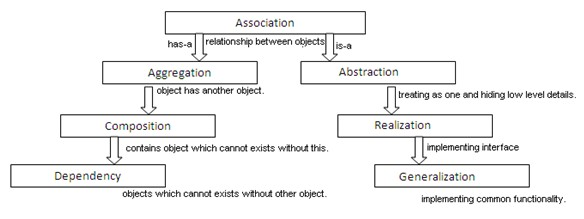 Association
has-a relationship between objects is-a
Aggregation Abstraction
object has another object. treating as one and hiding low level details.
Composition Realization
contains object which cannot exists without this. implementing interface
Dependency Generalization
objects which cannot exists without other object. implementing common functionality.